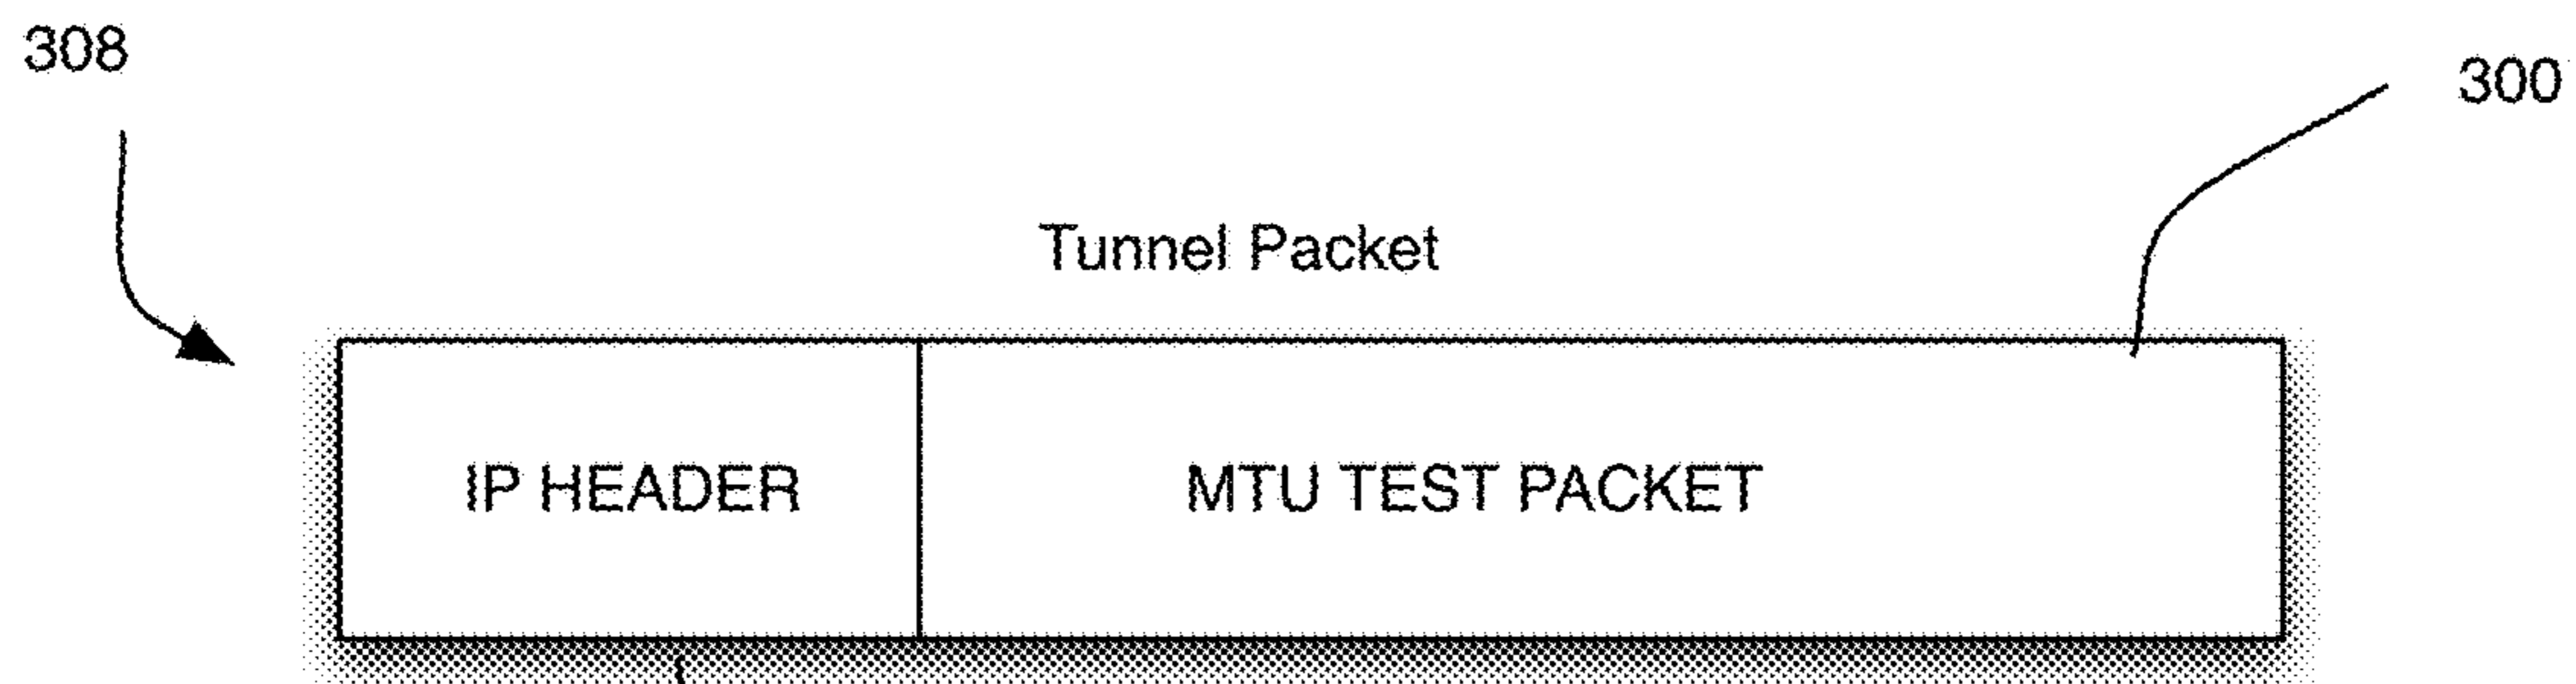 308
300
Tunnel Packet
IP HEADER
MTU TEST PACKET